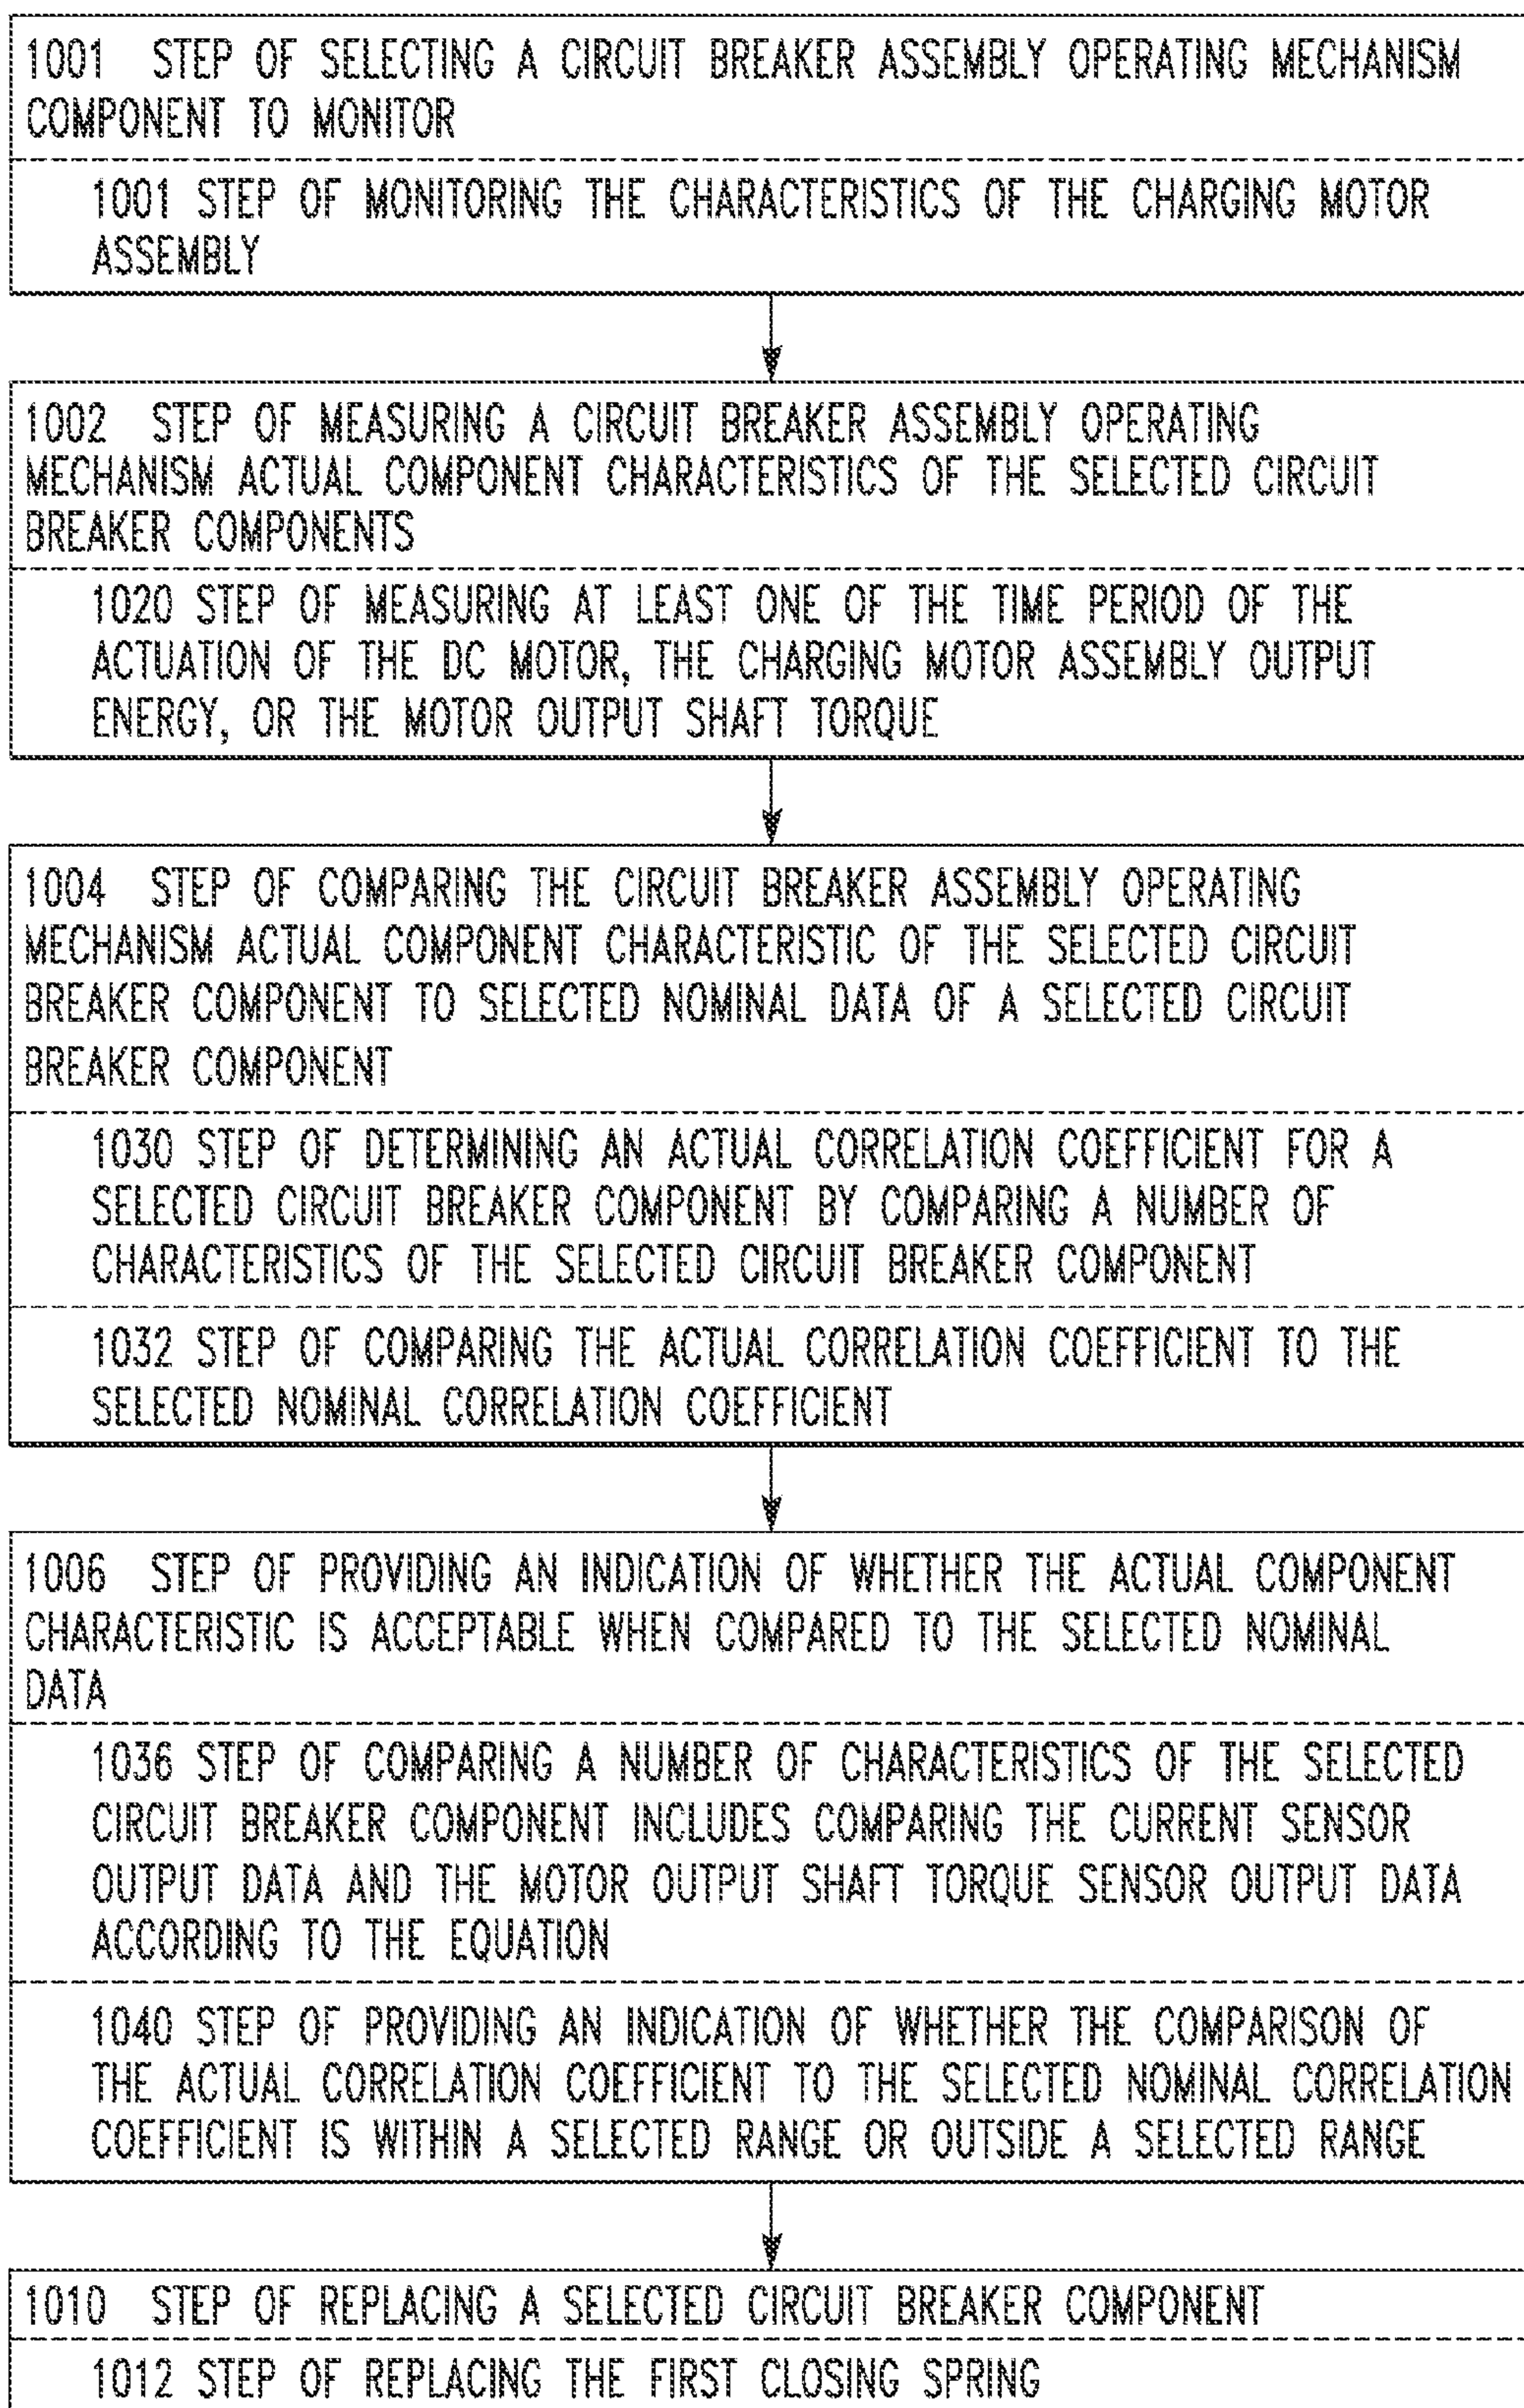 1001 STEP OF SELECTING A CIRCUIT BREAKER ASSEMBLY OPERATING MECHANISM
COMPONENT TO MONITOR
1001 STEP OF MONITORING THE CHARACTERISTICS OF THE CHARGING MOTOR
ASSEMBLY
1002 STEP OF MEASURING A CIRCUIT BREAKER ASSEMBLY OPERATING
MECHANISM ACTUAL COMPONENT CHARACTERISTICS OF THE SELECTED CIRCUIT
BREAKER COMPONENTS
1020 STEP OF MEASURING AT LEAST ONE OF THE TIME PERIOD OF THE
ACTUATION OF THE DC MOTOR, THE CHARGING MOTOR ASSEMBLY OUTPUT
ENERGY, OR THE MOTOR OUTPUT SHAFT TORQUE
1004 STEP OF COMPARING THE CIRCUIT BREAKER ASSEMBLY OPERATING
MECHANISM ACTUAL COMPONENT CHARACTERISTIC OF THE SELECTED CIRCUIT
BREAKER COMPONENT TO SELECTED NOMINAL DATA OF A SELECTED CIRCUIT
BREAKER COMPONENT
1030 STEP OF DETERMINING AN ACTUAL CORRELATION COEFFICIENT FOR A
SELECTED CIRCUIT BREAKER COMPONENT BY COMPARING A NUMBER OF
CHARACTERISTICS OF THE SELECTED CIRCUIT BREAKER COMPONENT
1032 STEP OF COMPARING THE ACTUAL CORRELATION COEFFICIENT TO THE
SELECTED NOMINAL CORRELATION COEFFICIENT
1006 STEP OF PROVIDING AN INDICATION OF WHETHER THE ACTUAL COMPONENT
CHARACTERISTIC IS ACCEPTABLE WHEN COMPARED TO THE SELECTED NOMINAL
DATA
1036 STEP OF COMPARING A NUMBER OF CHARACTERISTICS OF THE SELECTED
CIRCUIT BREAKER COMPONENT INCLUDES COMPARING THE CURRENT SENSOR
OUTPUT DATA AND THE MOTOR OUTPUT SHAFT TORQUE SENSOR OUTPUT DATA
ACCORDING TO THE EQUATION
1040 STEP OF PROVIDING AN INDICATION OF WHETHER THE COMPARISON OF
THE ACTUAL CORRELATION COEFFICIENT TO THE SELECTED NOMINAL CORRELATION
COEFFICIENT IS WITHIN A SELECTED RANGE OR OUTSIDE A SELECTED RANGE
1010 STEP OF REPLACING A SELECTED CIRCUIT BREAKER COMPONENT
1012 STEP OF REPLACING THE FIRST CLOSING SPRING